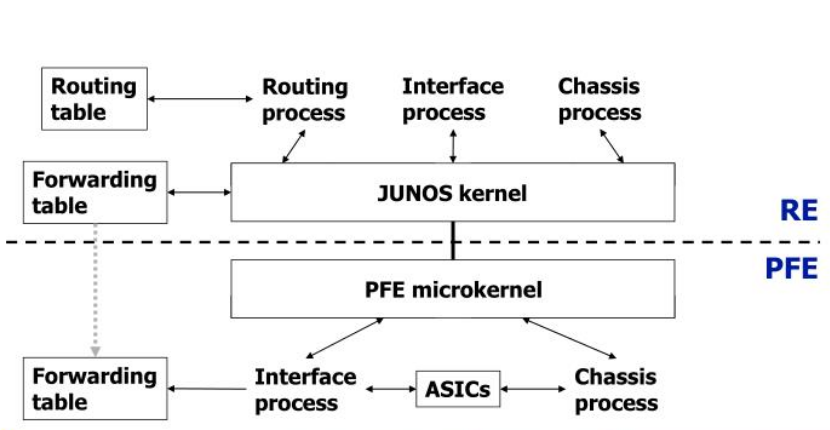 Routing
table
Routing
process
Interface
process
Chassis
process
Forwarding
table
JUNOS kernel
RE
PFE
PFE microkernel
Forwarding
table
Interface
process
ASICs
Chassis
process